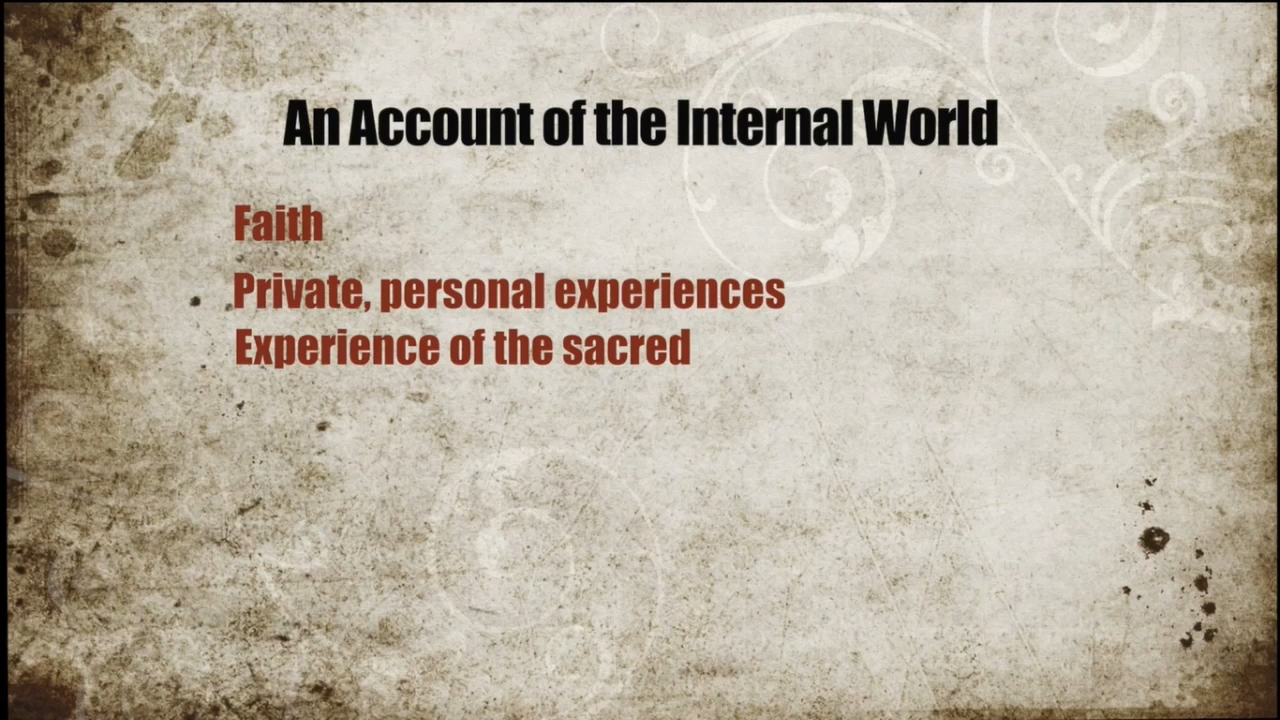 An Account of the Internal World
Faith
Private, personal experiences
Experience of the sacred